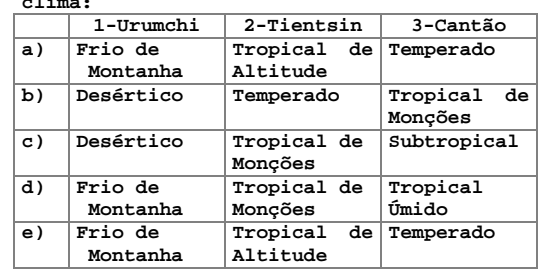 clima:
1-Urumchi 2-Tientsin 3-Cantão
a) Frio de Montanha Tropical de Altitude Temperado
b) Desértico Temperado Tropical de Monções
c) Desértico Tropical de Monções Subtropical
d) Frio de Montanha Tropical de Monções Tropical Úmido
e) Frio de Montanha Tropical de Altitude Temperado